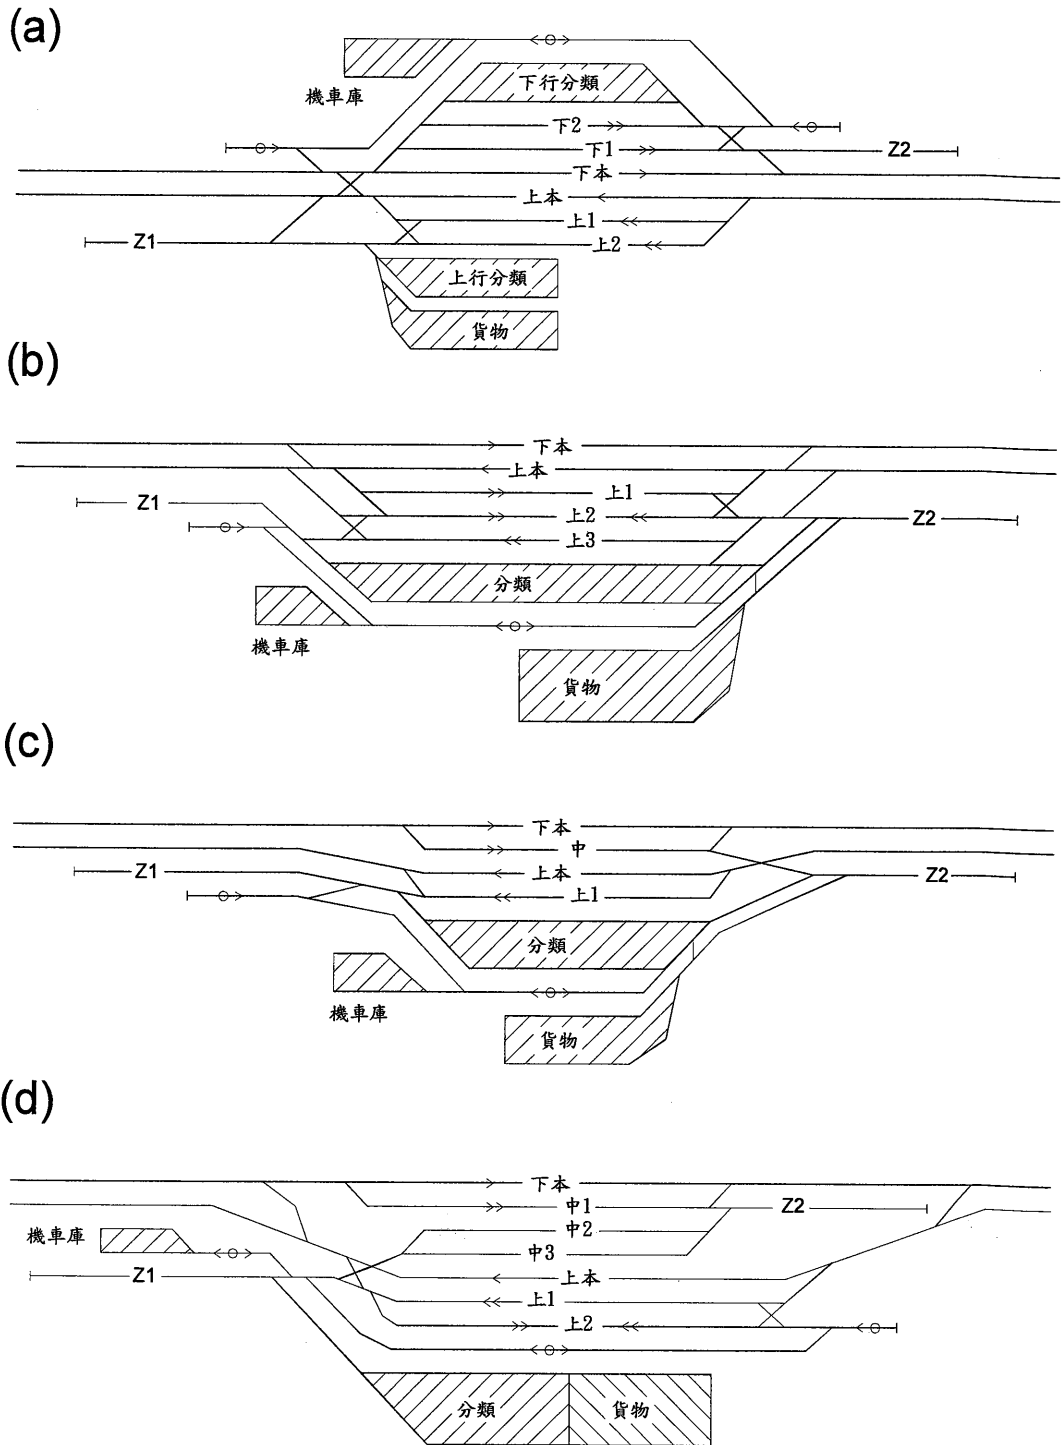 (a)
機車庫
下行分類
下2
下1
Z2
下本
上本
上1
Z1
上2
上行分類
貨物
(b)
下本
上本
Z1
上1
上2
Z2
上3
分類
機車庫
貨物
(c)
下本
中
Z1
上本
Z2
上1
分類
機車庫
貨物
(d)
下本
中1
Z2
機車庫
中2
中3
Z1
上本
上1
上2
分類
貨物